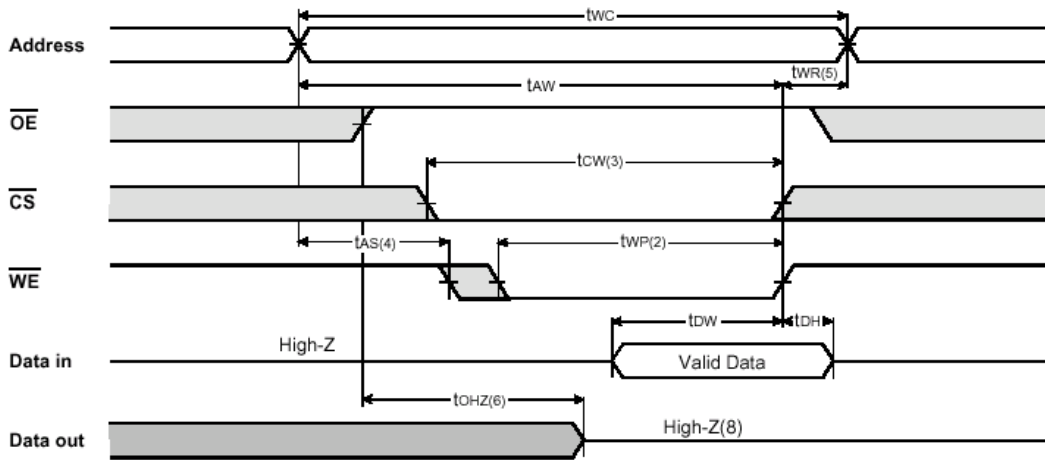 tWC
Address
tWR(5)
tAW
OE
tCW(3)
CS
tAS(4)
tWP(2)
WE
tDW
tDH
High-Z
Data in
Valid Data
tOHZ(6)
High-Z(8)
Data out